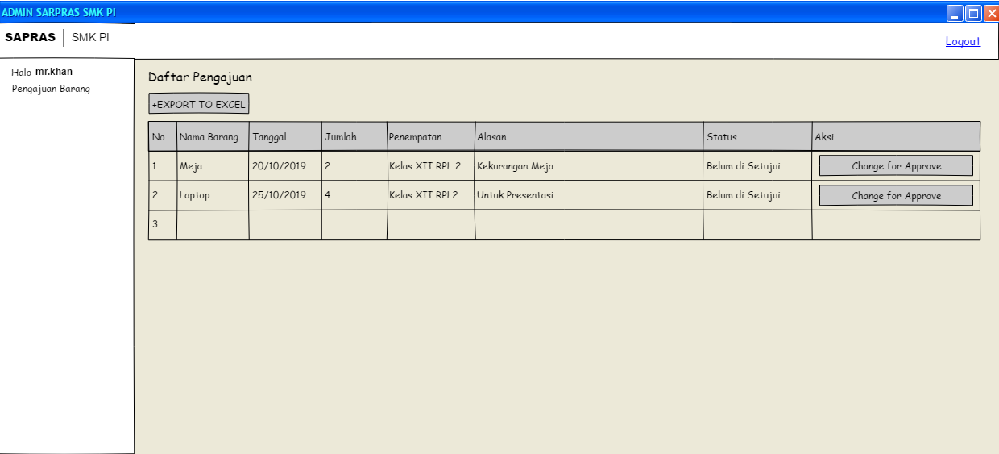 ADMIN SARPRAS SMK PI
SAPRAS | SMK PI
Logout
Halo mr.khan
Pengajuan Barang
Daftar Pengajuan
+EXPORT TO EXCEL
No Nama Barang Tanggal Jumlah Penempatan Alasan Status Aksi
1 Meja 20/10/2019 2 Kelas XII RPL 2 Kekurangan Meja Belum di Setujui Change for Approve
2 Laptop 25/10/2019 4 Kelas XII RPL2 Untuk Presentasi Belum di Setujui Change for Approve
3